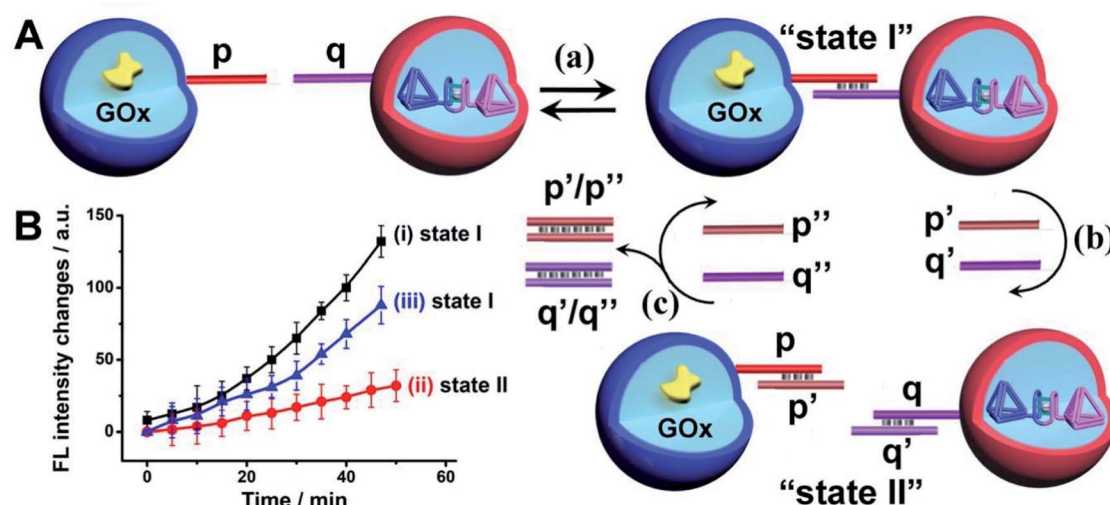 A
p
q
(a)
"state I"
GOx
GOx
p'/p''
q'/q''
p''
q''
(c)
p'
q'
(b)
B
FL intensity changes / a.u.
150
100
50
0
(i) state I
(iii) state I
(ii) state II
0
20
40
60
Time / min
p
p'
GOx
q
q'
"state II"